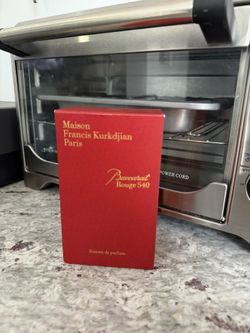 Maison
Francis Kurkdjian
Paris
Baccarat
Rouge 540
Extrait de parfum
POWER CORD